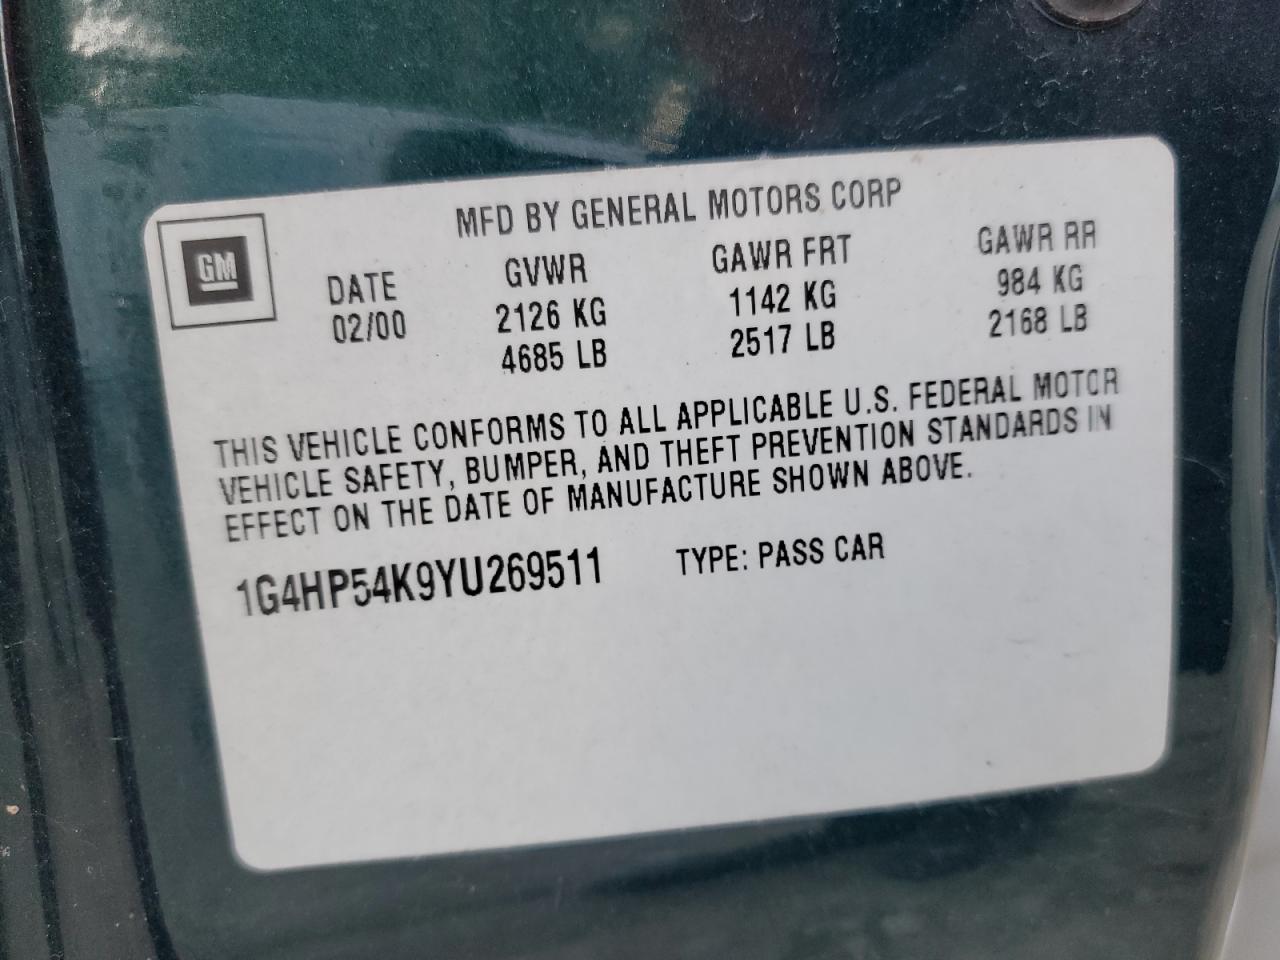 MFD BY GENERAL MOTORS CORP
GM
DATE GVWR GAWR FRT GAWR RR
02/00 2126 KG 1142 KG 984 KG
4685 LB 2517 LB 2168 LB
THIS VEHICLE CONFORMS TO ALL APPLICABLE U.S. FEDERAL MOTOR
VEHICLE SAFETY, BUMPER, AND THEFT PREVENTION STANDARDS IN
EFFECT ON THE DATE OF MANUFACTURE SHOWN ABOVE.
1G4HP54K9YU269511 TYPE: PASS CAR